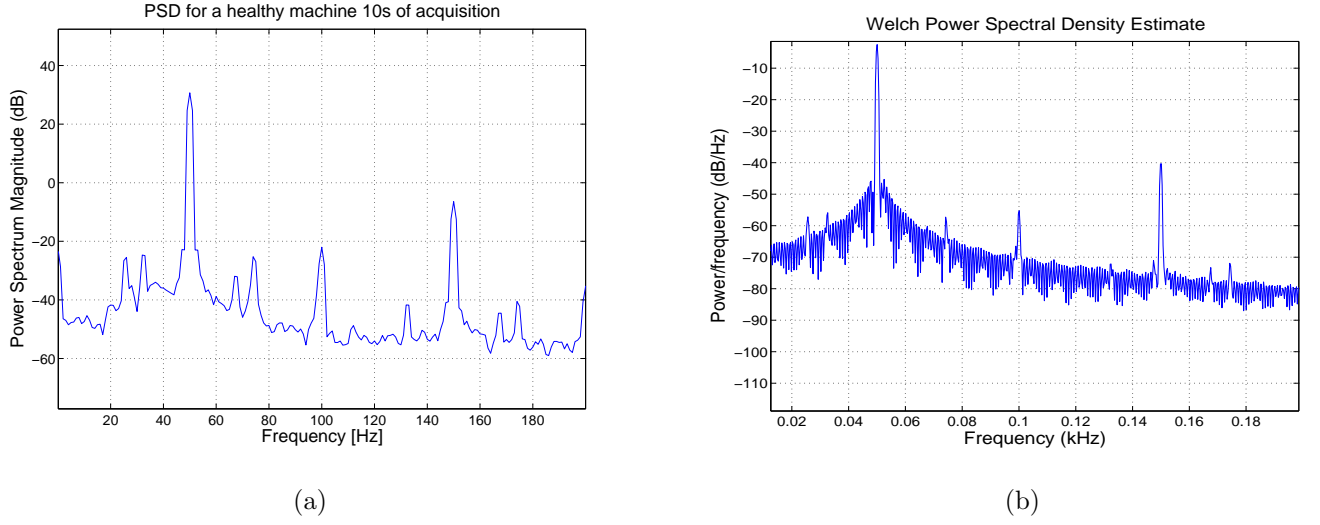 PSD for a healthy machine 10s of acquisition
Power Spectrum Magnitude (dB)
40
20
0
−20
−40
−60
20 40 60 80 100 120 140 160 180
Frequency [Hz]
(a)
Welch Power Spectral Density Estimate
Power/frequency (dB/Hz)
−10
−20
−30
−40
−50
−60
−70
−80
−90
−100
−110
0.02 0.04 0.06 0.08 0.1 0.12 0.14 0.16 0.18
Frequency (kHz)
(b)